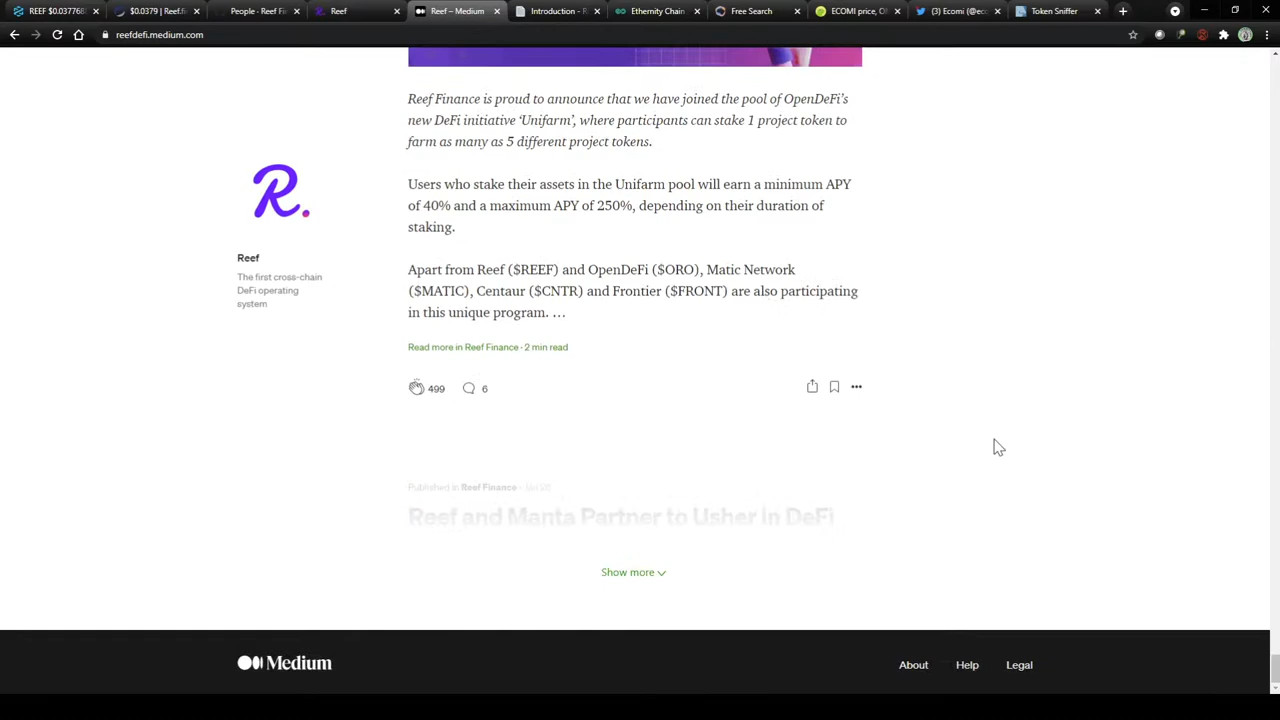 REEF $0.037768
$0.0379 | Reef.fi
People - Reef Fi
Reef
Reef – Medium
Introduction - R
Ethernity Chain
Free Search
ECOMI price,
(3) Ecomi (@ec
Token Sniffer
reefdefi.medium.com
Reef Finance is proud to announce that we have joined the pool of OpenDeFi's
new DeFi initiative ‘Unifarm’, where participants can stake 1 project token to
farm as many as 5 different project tokens.
Users who stake their assets in the Unifarm pool will earn a minimum APY
of 40% and a maximum APY of 250%, depending on their duration of
staking.
Apart from Reef ($REEF) and OpenDeFi ($ORO), Matic Network
($MATIC), Centaur ($CNTR) and Frontier ($FRONT) are also participating
in this unique program. …
Read more in Reef Finance · 2 min read
499 6
R.
Reef
The first cross-chain
DeFi operating
system
Published in Reef Finance ·
Reef and Manta Partner to Usher in DeFi
Show more
Medium
About Help Legal